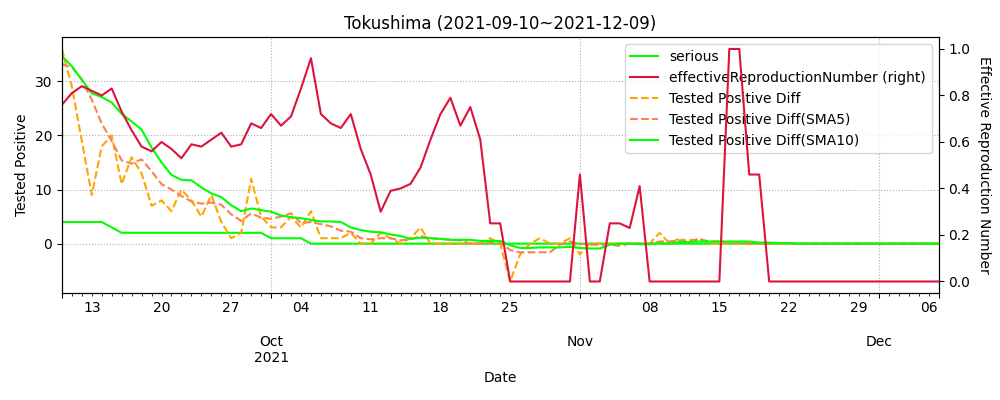 Tokushima (2021-09-10~2021-12-09)
serious
effectiveReproductionNumber (right)
Tested Positive Diff
Tested Positive Diff(SMA5)
Tested Positive Diff(SMA10)
Tested Positive
30
20
10
0
Effective Reproduction Number
1.0
0.8
0.6
0.4
0.2
0.0
13 20 27 04 11 18 25 08 15 22 29 06
Oct Nov Dec
2021
Date